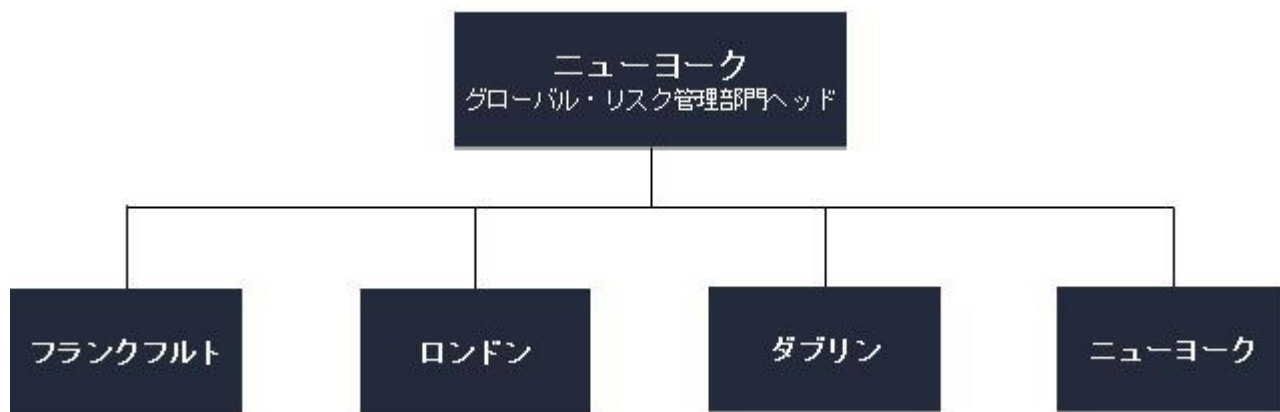 ニューヨーク
グローバル・リスク管理部門ヘッド
フランクフルト
ロンドン
ダブリン
ニューヨーク